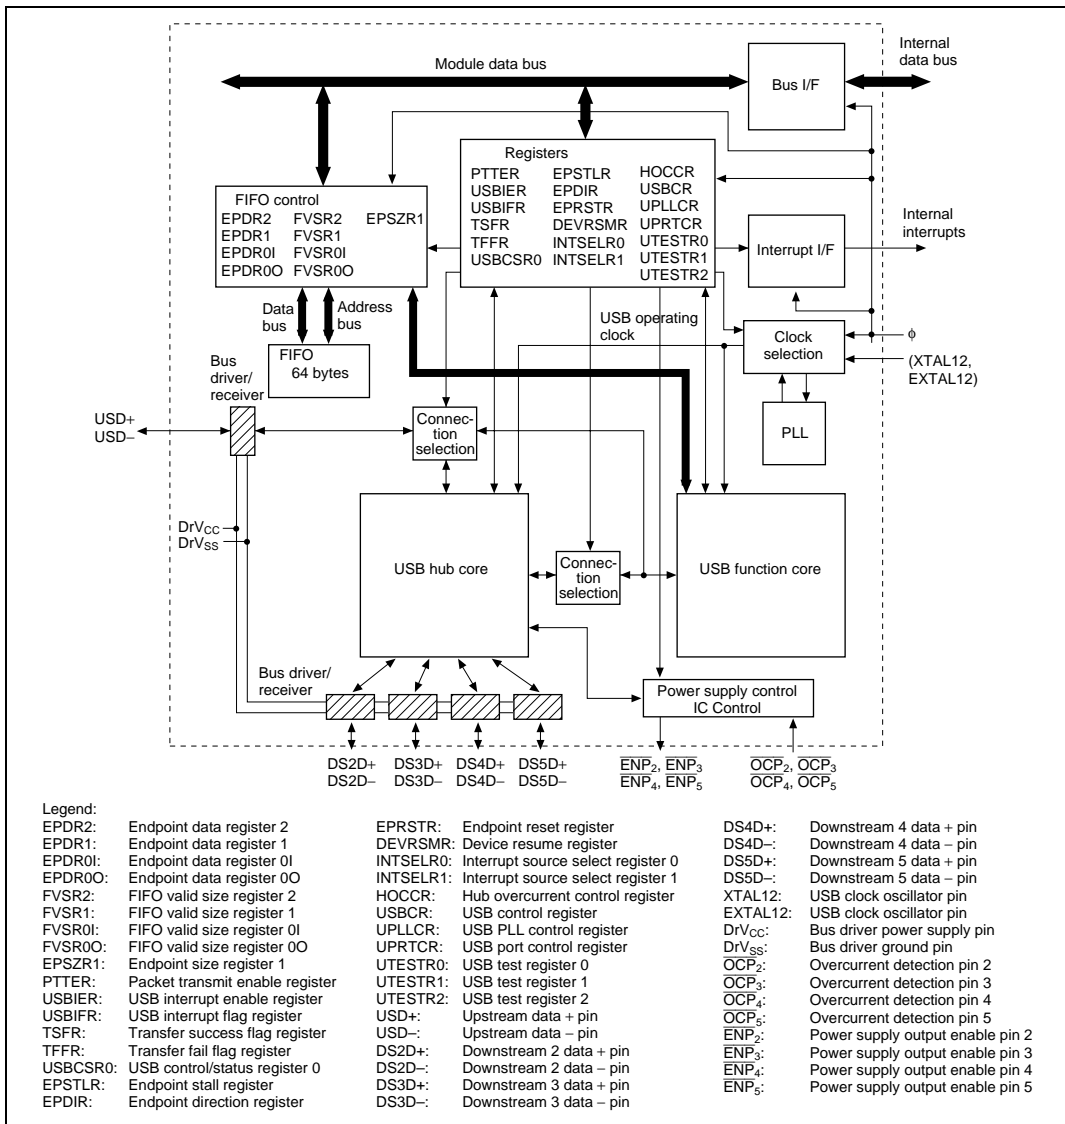 Internal
data bus
Module data bus
Bus I/F
Registers
PTTER EPSTLR HOCCR
USBIER EPDIR USBCR
USBIFR EPRSTR UPLLCR
TSFR DEVRSMR UPRTCR
TFFR INTSELR0 UTESTR0
USBCSR0 INTSELR1 UTESTR1
UTESTR2
FIFO control
EPDR2 FVSR2 EPSZR1
EPDR1 FVSR1
EPDR0I FVSR0I
EPDR0O FVSR0O
Internal
interrupts
Interrupt I/F
Data
bus
Address
bus
USB operating
clock
Clock
selection
φ
(XTAL12,
EXTAL12)
FIFO
64 bytes
Bus
driver/
receiver
USD+
USD−
Connec-
tion
selection
PLL
DrVCC
DrVSS
USB hub core
Connec-
tion
selection
USB function core
Bus driver/
receiver
Power supply control
IC Control
DS2D+ DS3D+ DS4D+ DS5D+
DS2D− DS3D− DS4D− DS5D−
ENP2, ENP3
ENP4, ENP5
OCP2, OCP3
OCP4, OCP5
Legend:
EPDR2: Endpoint data register 2
EPDR1: Endpoint data register 1
EPDR0I: Endpoint data register 0I
EPDR0O: Endpoint data register 0O
FVSR2: FIFO valid size register 2
FVSR1: FIFO valid size register 1
FVSR0I: FIFO valid size register 0I
FVSR0O: FIFO valid size register 0O
EPSZR1: Endpoint size register 1
PTTER: Packet transmit enable register
USBIER: USB interrupt enable register
USBIFR: USB interrupt flag register
TSFR: Transfer success flag register
TFFR: Transfer fail flag register
USBCSR0: USB control/status register 0
EPSTLR: Endpoint stall register
EPDIR: Endpoint direction register
EPRSTR: Endpoint reset register
DEVRSMR: Device resume register
INTSELR0: Interrupt source select register 0
INTSELR1: Interrupt source select register 1
HOCCR: Hub overcurrent control register
USBCR: USB control register
UPLLCR: USB PLL control register
UPRTCR: USB port control register
UTESTR0: USB test register 0
UTESTR1: USB test register 1
UTESTR2: USB test register 2
USD+: Upstream data + pin
USD−: Upstream data − pin
DS2D+: Downstream 2 data + pin
DS2D−: Downstream 2 data − pin
DS3D+: Downstream 3 data + pin
DS3D−: Downstream 3 data − pin
DS4D+: Downstream 4 data + pin
DS4D−: Downstream 4 data − pin
DS5D+: Downstream 5 data + pin
DS5D−: Downstream 5 data − pin
XTAL12: USB clock oscillator pin
EXTAL12: USB clock oscillator pin
DrVCC: Bus driver power supply pin
DrVSS: Bus driver ground pin
OCP2: Overcurrent detection pin 2
OCP3: Overcurrent detection pin 3
OCP4: Overcurrent detection pin 4
OCP5: Overcurrent detection pin 5
ENP2: Power supply output enable pin 2
ENP3: Power supply output enable pin 3
ENP4: Power supply output enable pin 4
ENP5: Power supply output enable pin 5